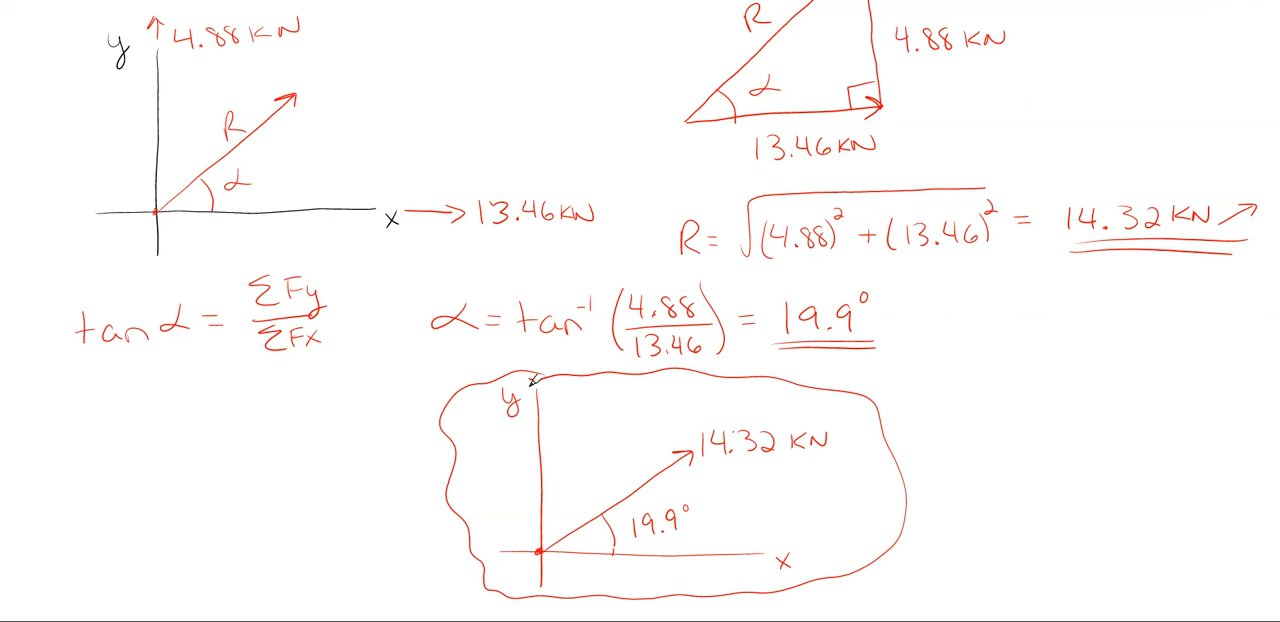 y
4.88 KN
R
α
x
13.46 KN
R
α
4.88 KN
13.46 KN
R = √(4.88)² + (13.46)² = 14.32 KN ↗
tan α = ΣFy / ΣFx
α = tan⁻¹ (4.88 / 13.46) = 19.9°
y
14.32 KN
19.9°
x